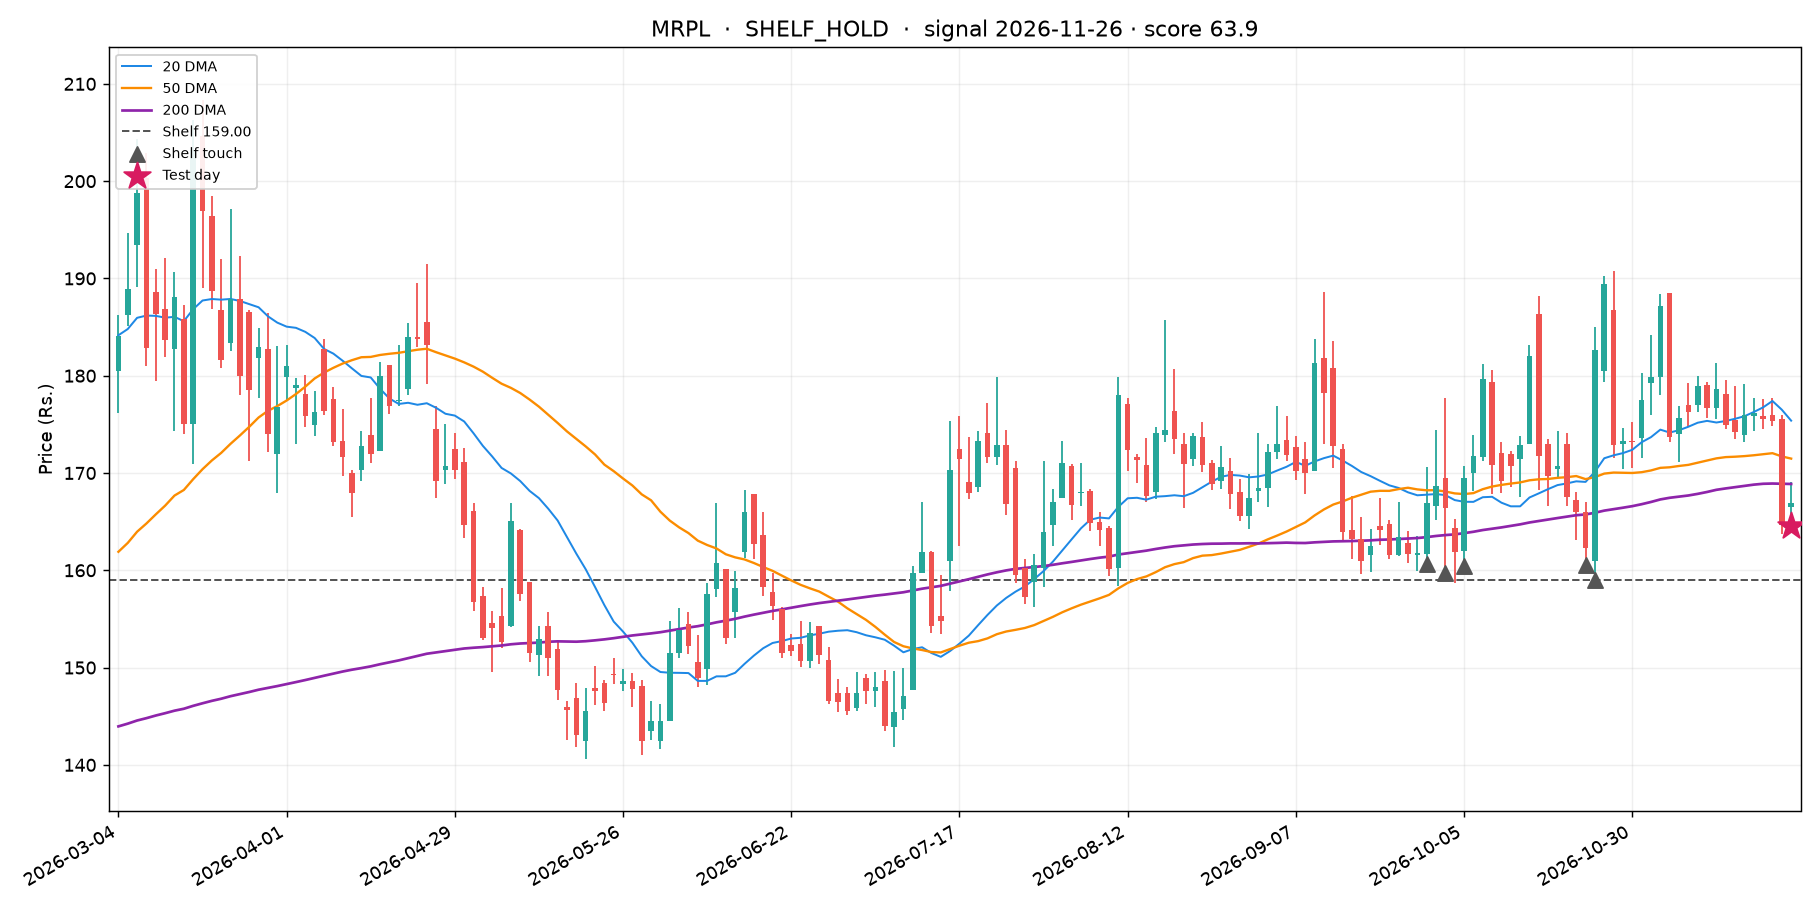 MRPL · SHELF_HOLD · signal 2026-11-26 · score 63.9
20 DMA
50 DMA
200 DMA
Shelf 159.00
Shelf touch
Test day
Price (Rs.)
210
200
190
180
170
160
150
140
2026-03-04
2026-04-01
2026-04-29
2026-05-26
2026-06-22
2026-07-17
2026-08-12
2026-09-07
2026-10-05
2026-10-30